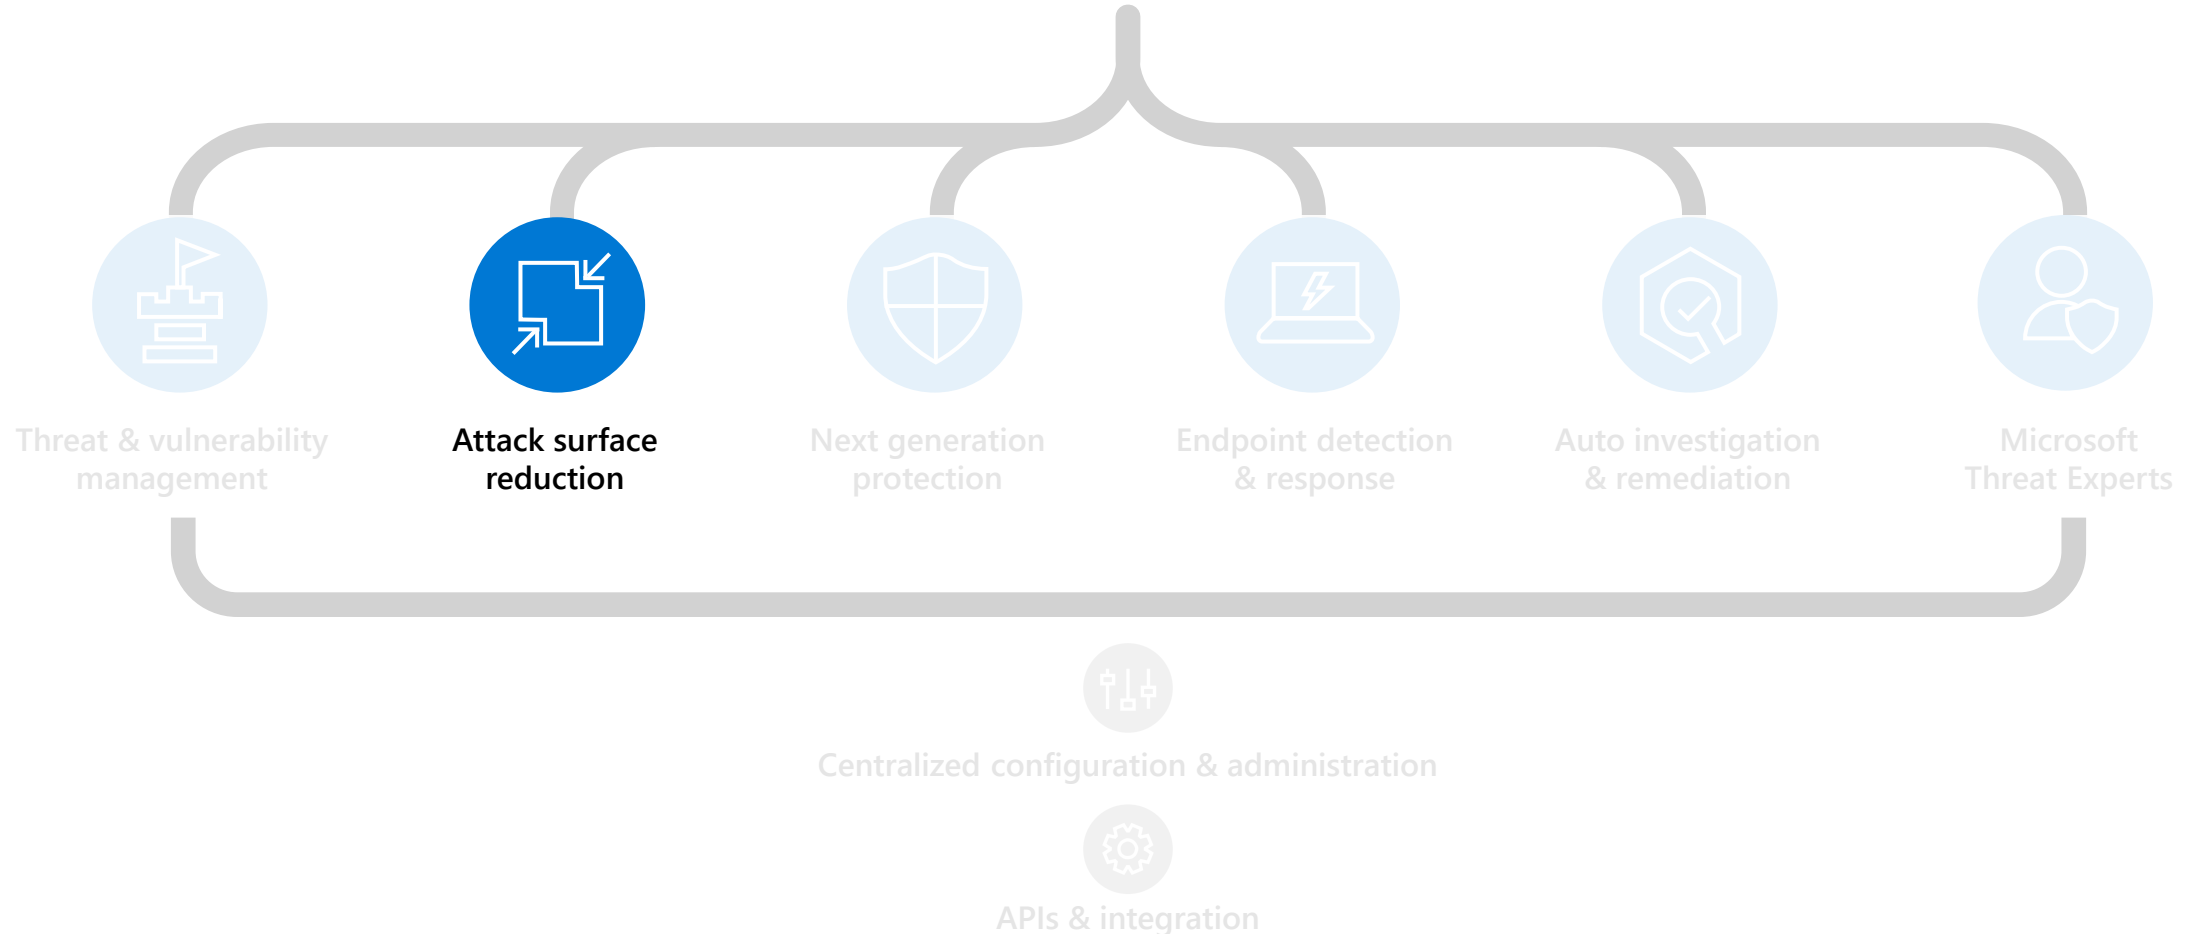 Threat & vulnerability
management
Attack surface
reduction
Next generation
protection
Endpoint detection
& response
Auto investigation
& remediation
Microsoft
Threat Experts
Centralized configuration & administration
APIs & integration